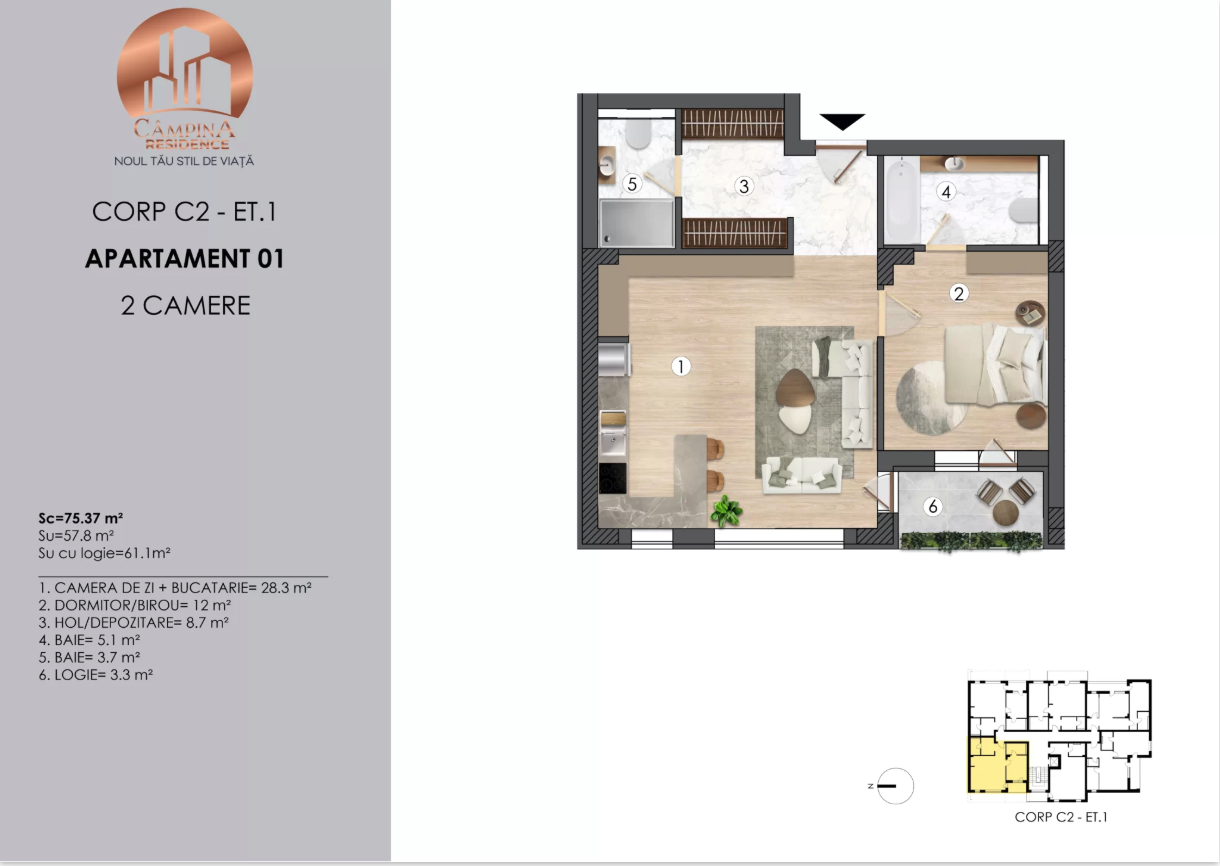 CÂMPINA
RESIDENCE
NOUL TĂU STIL DE VIAȚĂ
CORP C2 - ET.1
APARTAMENT 01
2 CAMERE
Sc=75.37 m²
Su=57.8 m²
Su cu logie=61.1m²
1. CAMERA DE ZI + BUCATARIE= 28.3 m²
2. DORMITOR/BIROU= 12 m²
3. HOL/DEPOZITARE= 8.7 m²
4. BAIE= 5.1 m²
5. BAIE= 3.7 m²
6. LOGIE= 3.3 m²
5
3
4
2
1
6
N
CORP C2 - ET.1